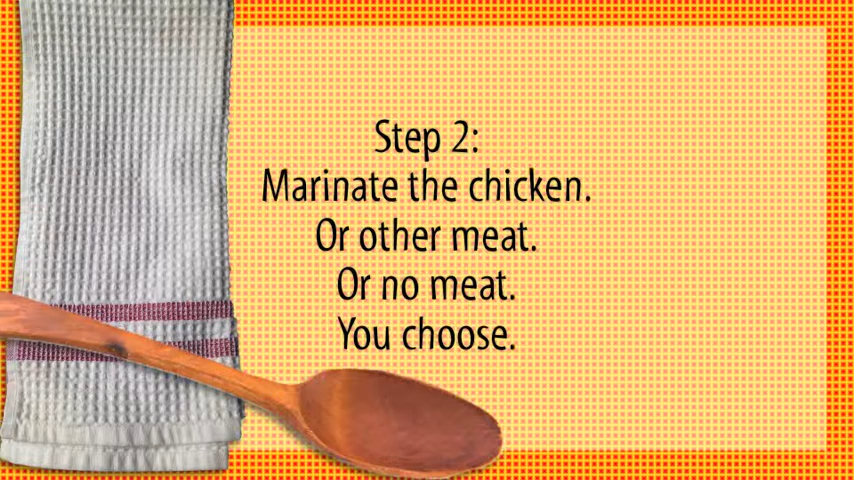 Step 2:
Marinate the chicken.
Or other meat.
Or no meat.
You choose.